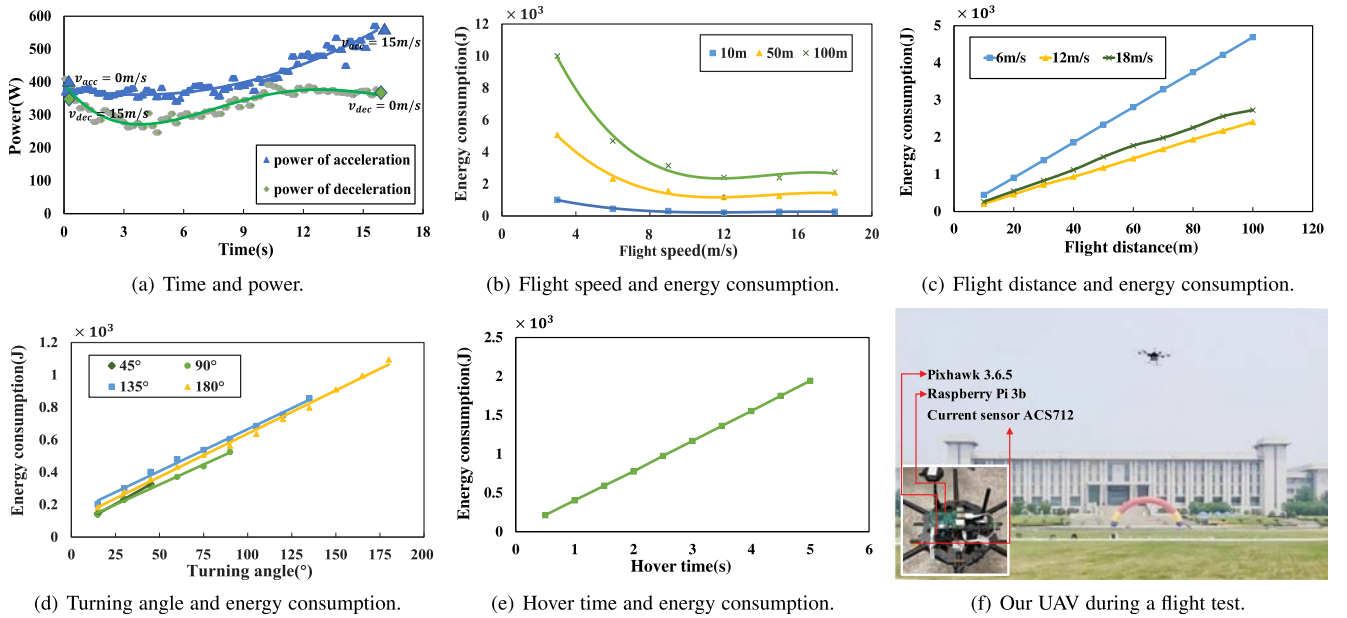 600
500
400
300
200
100
0
Power(W)
0
3
6
9
12
15
18
Time(s)
v_acc = 0m/s
v_dec = 15m/s
v_acc = 15m/s
v_dec = 0m/s
power of acceleration
power of deceleration
(a) Time and power.
× 10³
12
10
8
6
4
2
0
Energy consumption(J)
10m 50m 100m
0
4
8
12
16
20
Flight speed(m/s)
(b) Flight speed and energy consumption.
× 10³
5
4
3
2
1
0
Energy consumption(J)
6m/s 12m/s 18m/s
0
20
40
60
80
100
120
Flight distance(m)
(c) Flight distance and energy consumption.
× 10³
1.2
1
0.8
0.6
0.4
0.2
0
Energy consumption(J)
45° 90°
135° 180°
0
25
50
75
100
125
150
175
200
Turning angle(°)
(d) Turning angle and energy consumption.
× 10³
2.5
2
1.5
1
0.5
0
Energy consumption(J)
0
1
2
3
4
5
6
Hover time(s)
(e) Hover time and energy consumption.
Pixhawk 3.6.5
Raspberry Pi 3b
Current sensor ACS712
(f) Our UAV during a flight test.